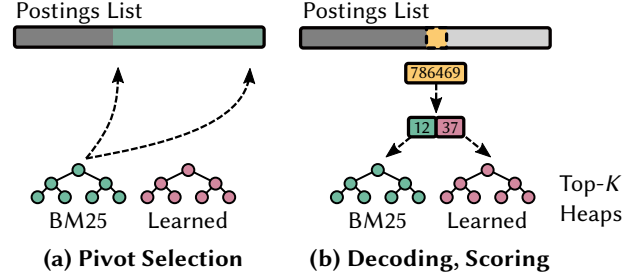 Postings List
BM25 Learned
(a) Pivot Selection
Postings List
786469
12 37
BM25 Learned
Top-K
Heaps
(b) Decoding, Scoring